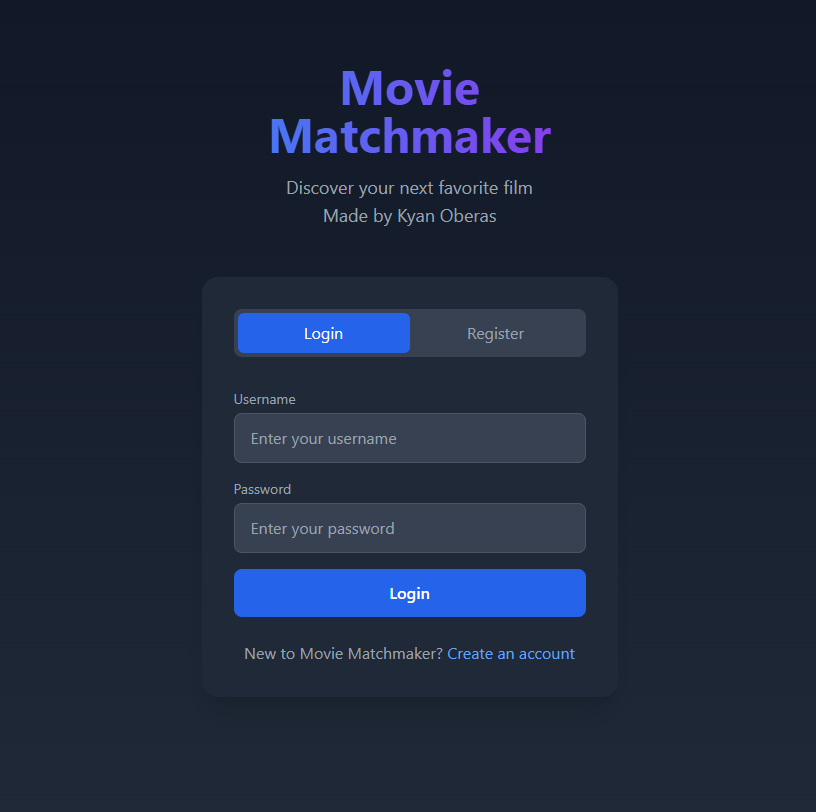 Movie
Matchmaker
Discover your next favorite film
Made by Kyan Oberas
Login Register
Username
Enter your username
Password
Enter your password
Login
New to Movie Matchmaker? Create an account